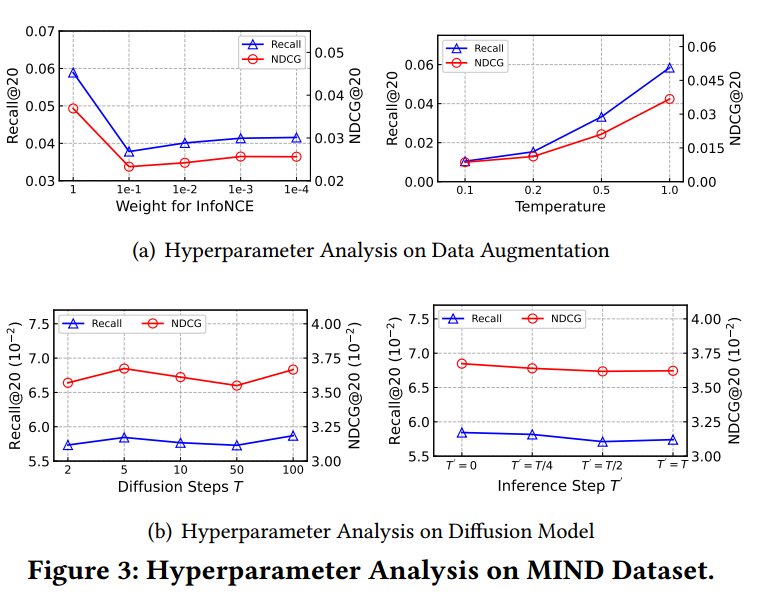 0.07
0.06
0.05
0.04
0.03
Recall@20
Recall
NDCG
0.05
0.04
0.03
0.02
NDCG@20
1 1e-1 1e-2 1e-3 1e-4
Weight for InfoNCE
0.06
0.04
0.02
0.00
Recall@20
Recall
NDCG
0.06
0.045
0.03
0.015
0.00
NDCG@20
0.1 0.2 0.5 1.0
Temperature
(a) Hyperparameter Analysis on Data Augmentation
7.5
7.0
6.5
6.0
5.5
Recall@20 (10⁻²)
Recall NDCG
4.00
3.75
3.50
3.25
3.00
NDCG@20 (10⁻²)
2 5 10 50 100
Diffusion Steps T
7.5
7.0
6.5
6.0
5.5
Recall@20 (10⁻²)
Recall NDCG
4.00
3.75
3.50
3.25
3.00
NDCG@20 (10⁻²)
T′ = 0 T′ = T/4 T′ = T/2 T′ = T
Inference Step T′
(b) Hyperparameter Analysis on Diffusion Model
Figure 3: Hyperparameter Analysis on MIND Dataset.